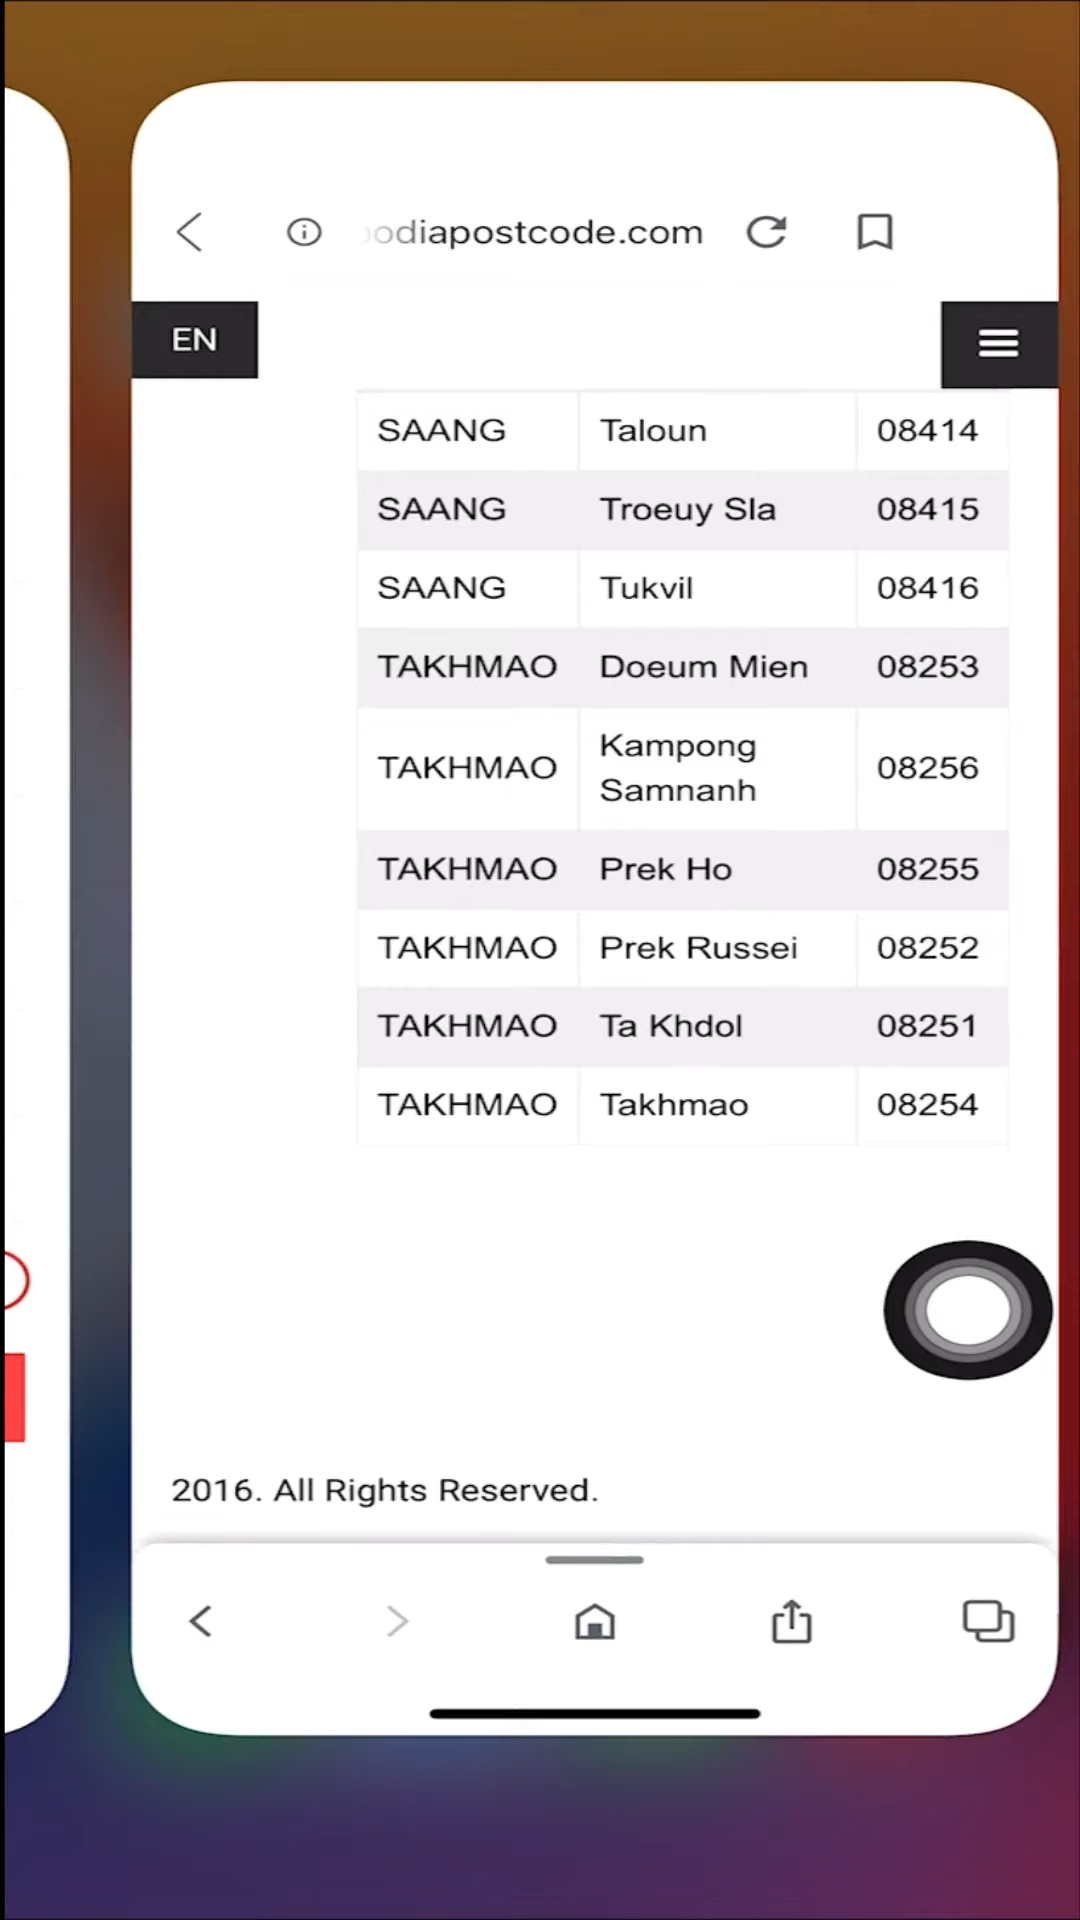 odiapostcode.com
EN
SAANG Taloun 08414
SAANG Troeuy Sla 08415
SAANG Tukvil 08416
TAKHMAO Doeum Mien 08253
TAKHMAO Kampong Samnanh 08256
TAKHMAO Prek Ho 08255
TAKHMAO Prek Russei 08252
TAKHMAO Ta Khdol 08251
TAKHMAO Takhmao 08254
2016. All Rights Reserved.